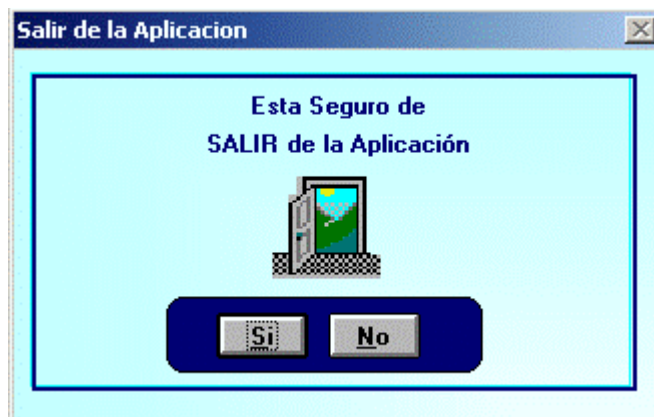 Salir de la Aplicacion
Esta Seguro de
SALIR de la Aplicación
Si No